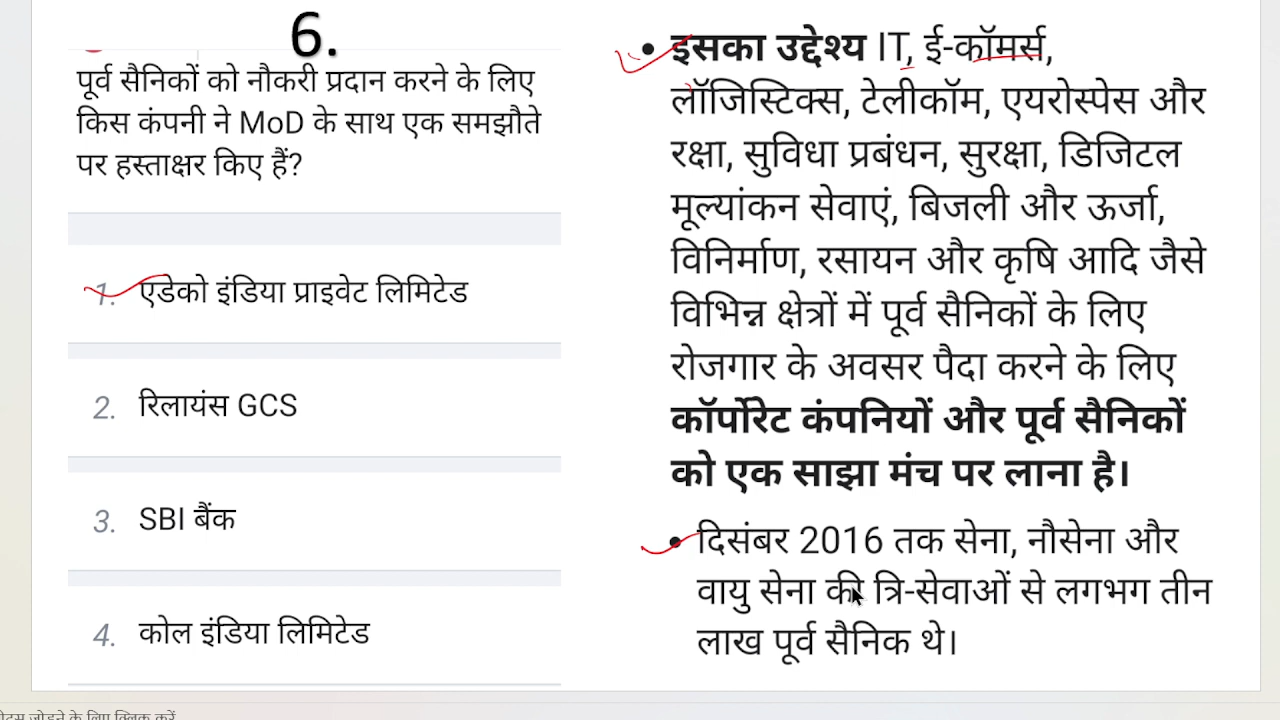 6.
पूर्व सैनिकों को नौकरी प्रदान करने के लिए
किस कंपनी ने MoD के साथ एक समझौते
पर हस्ताक्षर किए हैं?
1. एडेको इंडिया प्राइवेट लिमिटेड
2. रिलायंस GCS
3. SBI बैंक
4. कोल इंडिया लिमिटेड
• इसका उद्देश्य IT, ई-कॉमर्स,
लॉजिस्टिक्स, टेलीकॉम, एयरोस्पेस और
रक्षा, सुविधा प्रबंधन, सुरक्षा, डिजिटल
मूल्यांकन सेवाएं, बिजली और ऊर्जा,
विनिर्माण, रसायन और कृषि आदि जैसे
विभिन्न क्षेत्रों में पूर्व सैनिकों के लिए
रोजगार के अवसर पैदा करने के लिए
कॉर्पोरेट कंपनियों और पूर्व सैनिकों
को एक साझा मंच पर लाना है।
• दिसंबर 2016 तक सेना, नौसेना और
वायु सेना की त्रि-सेवाओं से लगभग तीन
लाख पूर्व सैनिक थे।
जोड़ने के लिए क्लिक करें